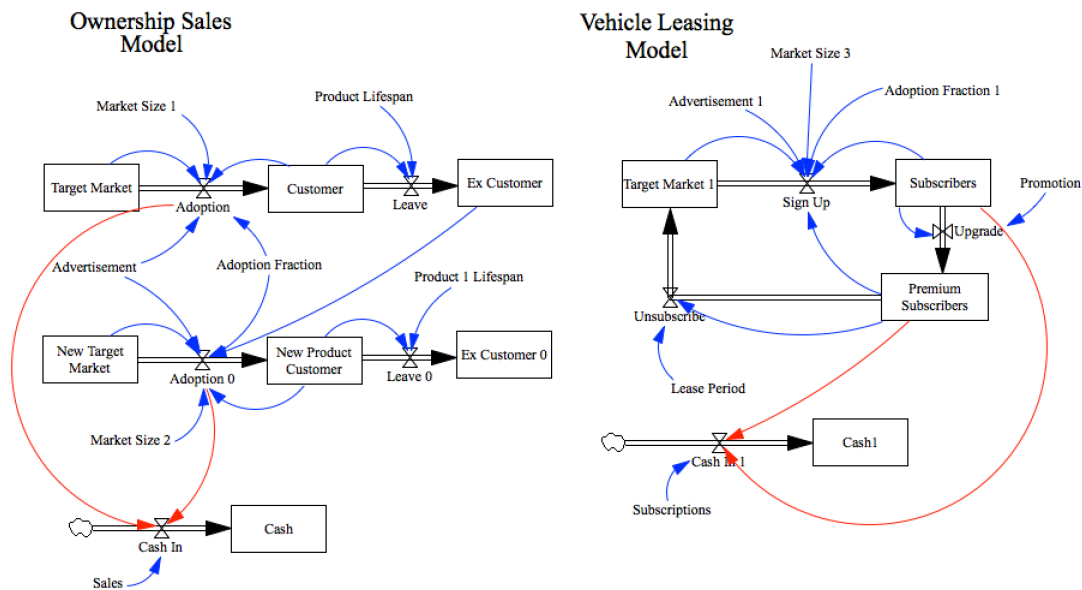 Ownership Sales
Model
Market Size 1
Product Lifespan
Target Market
Customer
Ex Customer
Adoption
Leave
Advertisement
Adoption Fraction
Product 1 Lifespan
New Target
Market
New Product
Customer
Ex Customer 0
Adoption 0
Leave 0
Market Size 2
Cash
Cash In
Sales
Vehicle Leasing
Model
Market Size 3
Advertisement 1
Adoption Fraction 1
Target Market 1
Subscribers
Promotion
Sign Up
Upgrade
Premium
Subscribers
Unsubscribe
Lease Period
Cash1
Cash In 1
Subscriptions